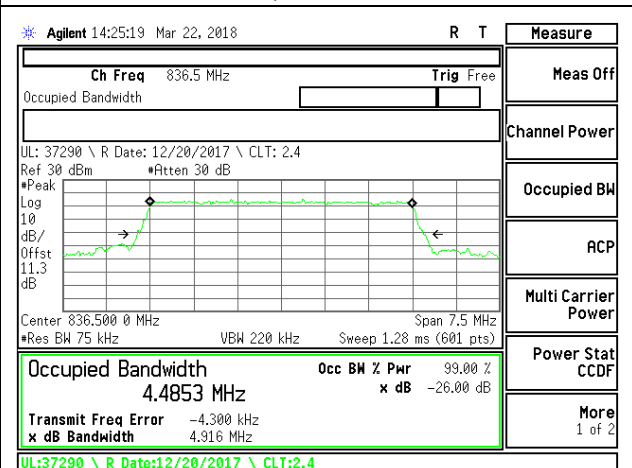 Agilent 14:25:19 Mar 22, 2018 R T
Measure
Ch Freq 836.5 MHz Trig Free
Occupied Bandwidth
Meas Off
Channel Power
UL: 37290 \ R Date: 12/20/2017 \ CLT: 2.4
Ref 30 dBm #Atten 30 dB
#Peak
Log
10
dB/
Offst
11.3
dB
Occupied BW
ACP
Multi Carrier
Power
Center 836.500 0 MHz Span 7.5 MHz
#Res BW 75 kHz VBW 220 kHz Sweep 1.28 ms (601 pts)
Occupied Bandwidth Occ BW % Pwr 99.00 %
4.4853 MHz x dB -26.00 dB
Transmit Freq Error -4.300 kHz
x dB Bandwidth 4.916 MHz
Power Stat
CCDF
More
1 of 2
UL:37290 \ R Date:12/20/2017 \ CLT:2.4